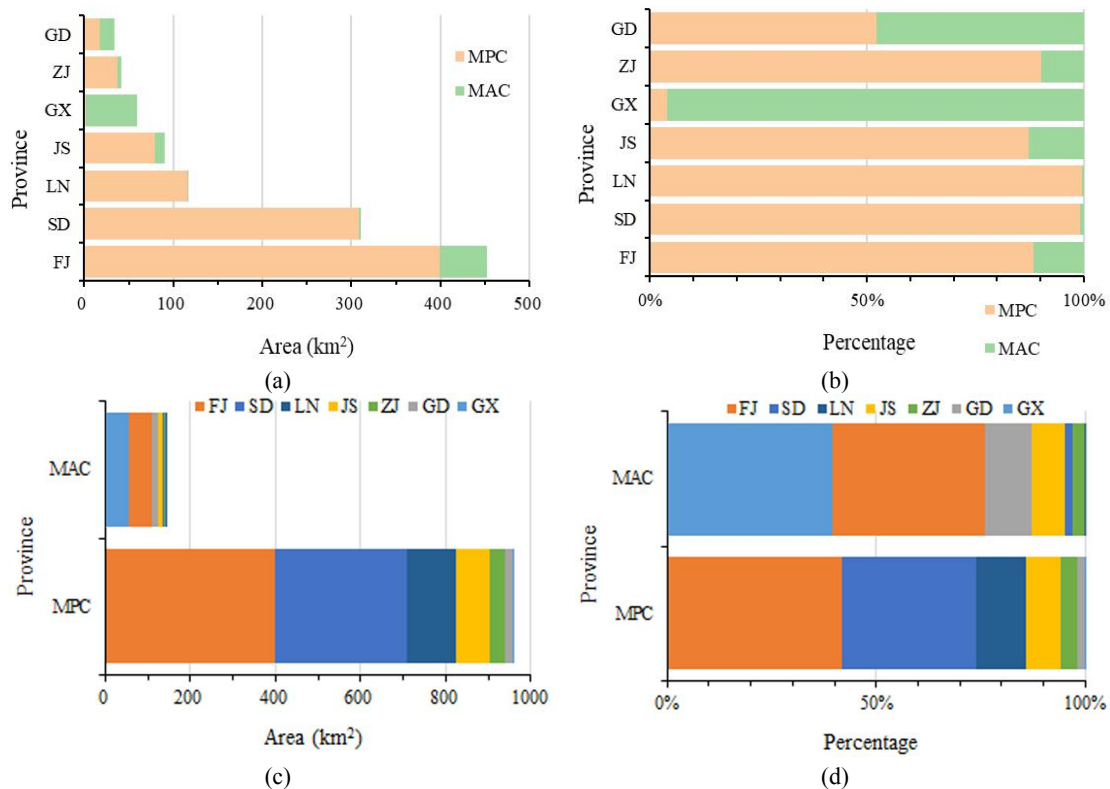 Province
GD
ZJ
GX
JS
LN
SD
FJ
MPC
MAC
0 100 200 300 400 500
Area (km²)
(a)
Province
GD
ZJ
GX
JS
LN
SD
FJ
0% 50% 100%
MPC
MAC
Percentage
(b)
FJ SD LN JS ZJ GD GX
Province
MAC
MPC
0 200 400 600 800 1000
Area (km²)
(c)
FJ SD LN JS ZJ GD GX
Province
MAC
MPC
0% 50% 100%
Percentage
(d)